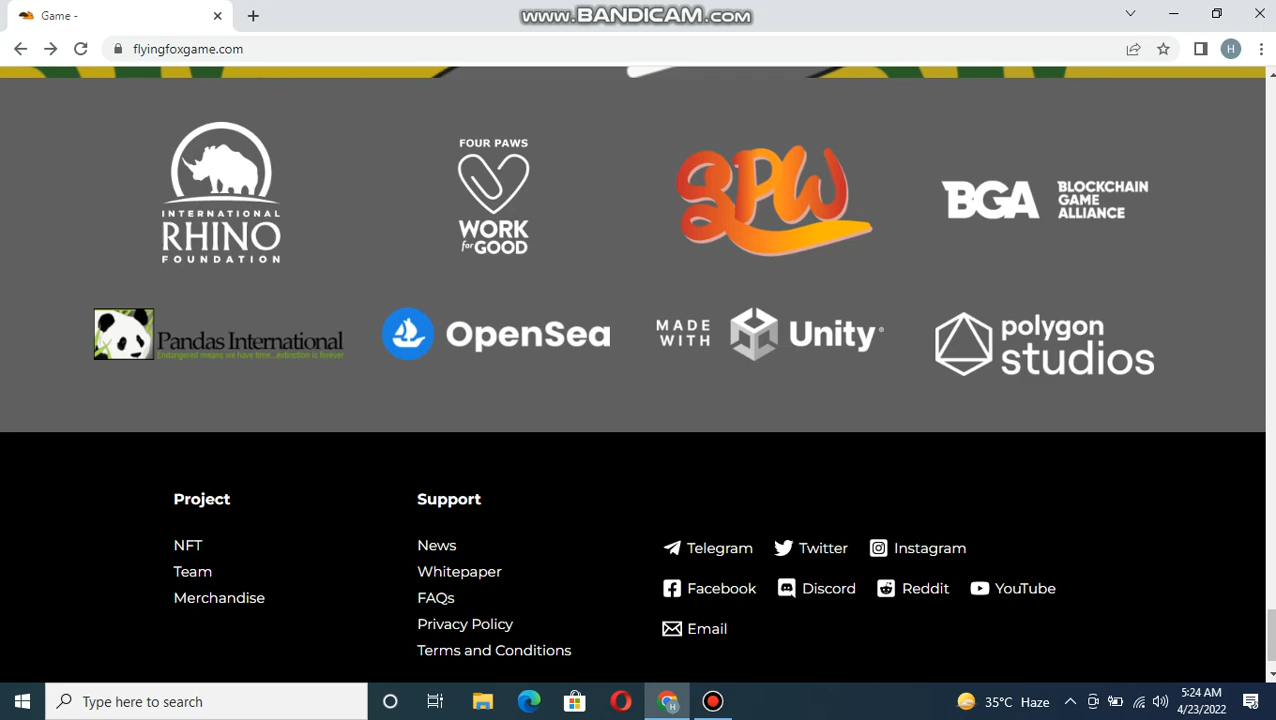 Game -
www.BANDICAM.com
flyingfoxgame.com
H
INTERNATIONAL
RHINO
FOUNDATION
FOUR PAWS
WORK
for GOOD
SPW
BGA
BLOCKCHAIN
GAME
ALLIANCE
Pandas International
Endangered means we have time...extinction is forever
OpenSea
MADE
WITH
Unity®
polygon
studios
Project
Support
NFT
News
Telegram
Twitter
Instagram
Team
Whitepaper
Merchandise
FAQs
Facebook
Discord
Reddit
YouTube
Privacy Policy
Email
Terms and Conditions
Type here to search
H
35°C Haze
5:24 AM
4/23/2022